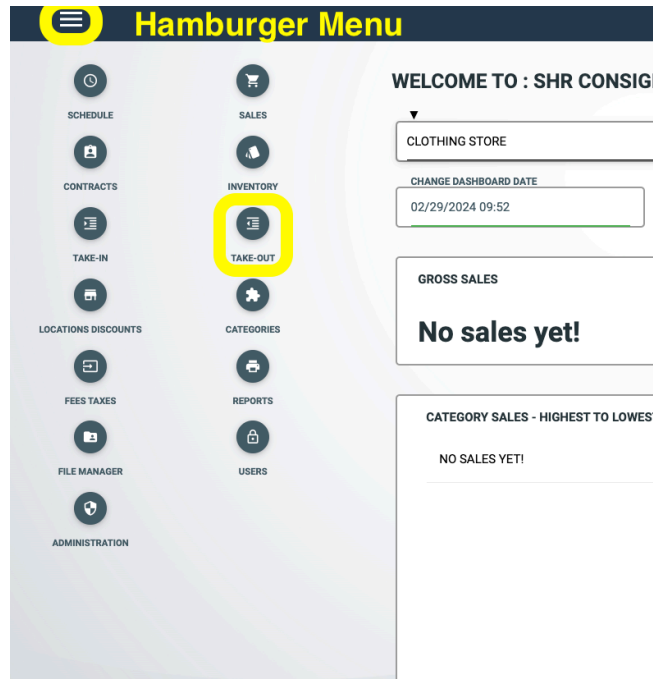 Hamburger Menu
SCHEDULE
SALES
CONTRACTS
INVENTORY
TAKE-IN
TAKE-OUT
LOCATIONS DISCOUNTS
CATEGORIES
FEES TAXES
REPORTS
FILE MANAGER
USERS
ADMINISTRATION
WELCOME TO : SHR CONSIG
CLOTHING STORE
CHANGE DASHBOARD DATE
02/29/2024 09:52
GROSS SALES
No sales yet!
CATEGORY SALES - HIGHEST TO LOWEST
NO SALES YET!